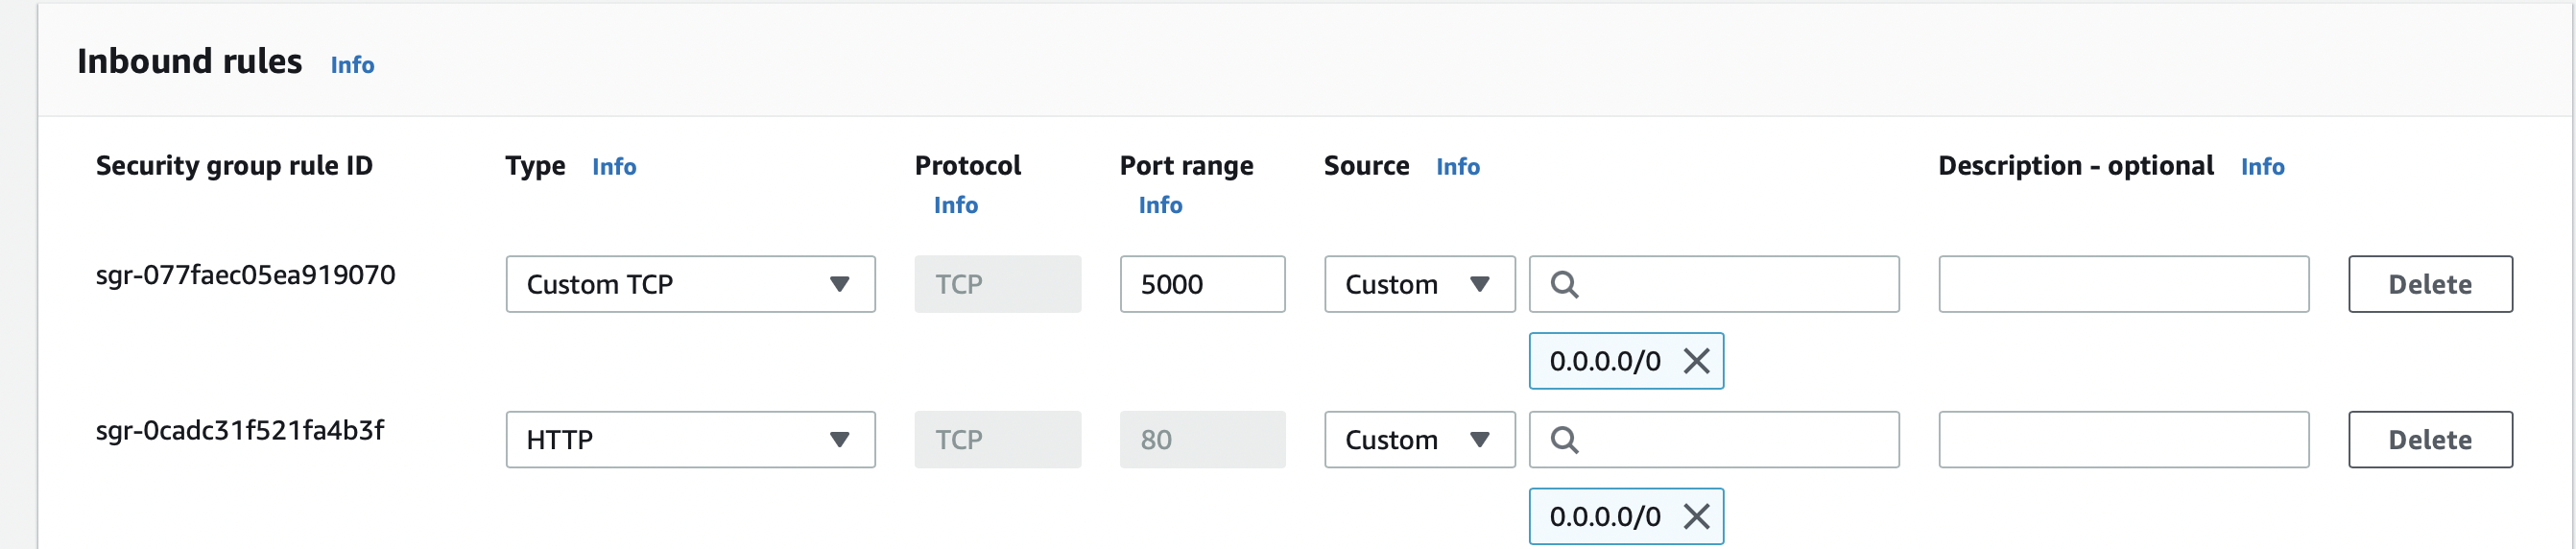 Inbound rules Info
Security group rule ID Type Info Protocol Info Port range Info Source Info Description - optional Info
sgr-077faec05ea919070 Custom TCP TCP 5000 Custom Delete
0.0.0.0/0
sgr-0cadc31f521fa4b3f HTTP TCP 80 Custom Delete
0.0.0.0/0